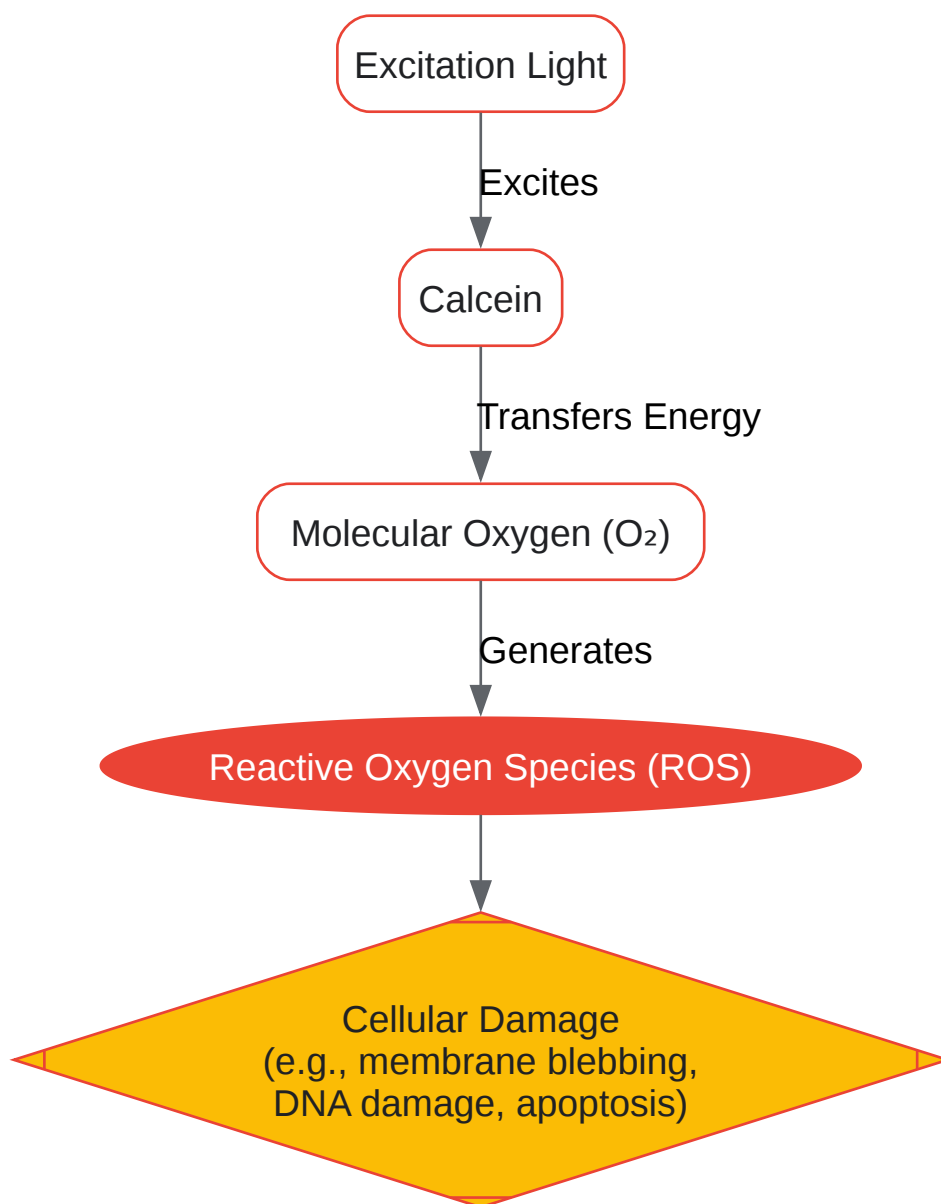 Excitation Light
Excites
Calcein
Transfers Energy
Molecular Oxygen (O₂)
Generates
Reactive Oxygen Species (ROS)
Cellular Damage
(e.g., membrane blebbing,
DNA damage, apoptosis)